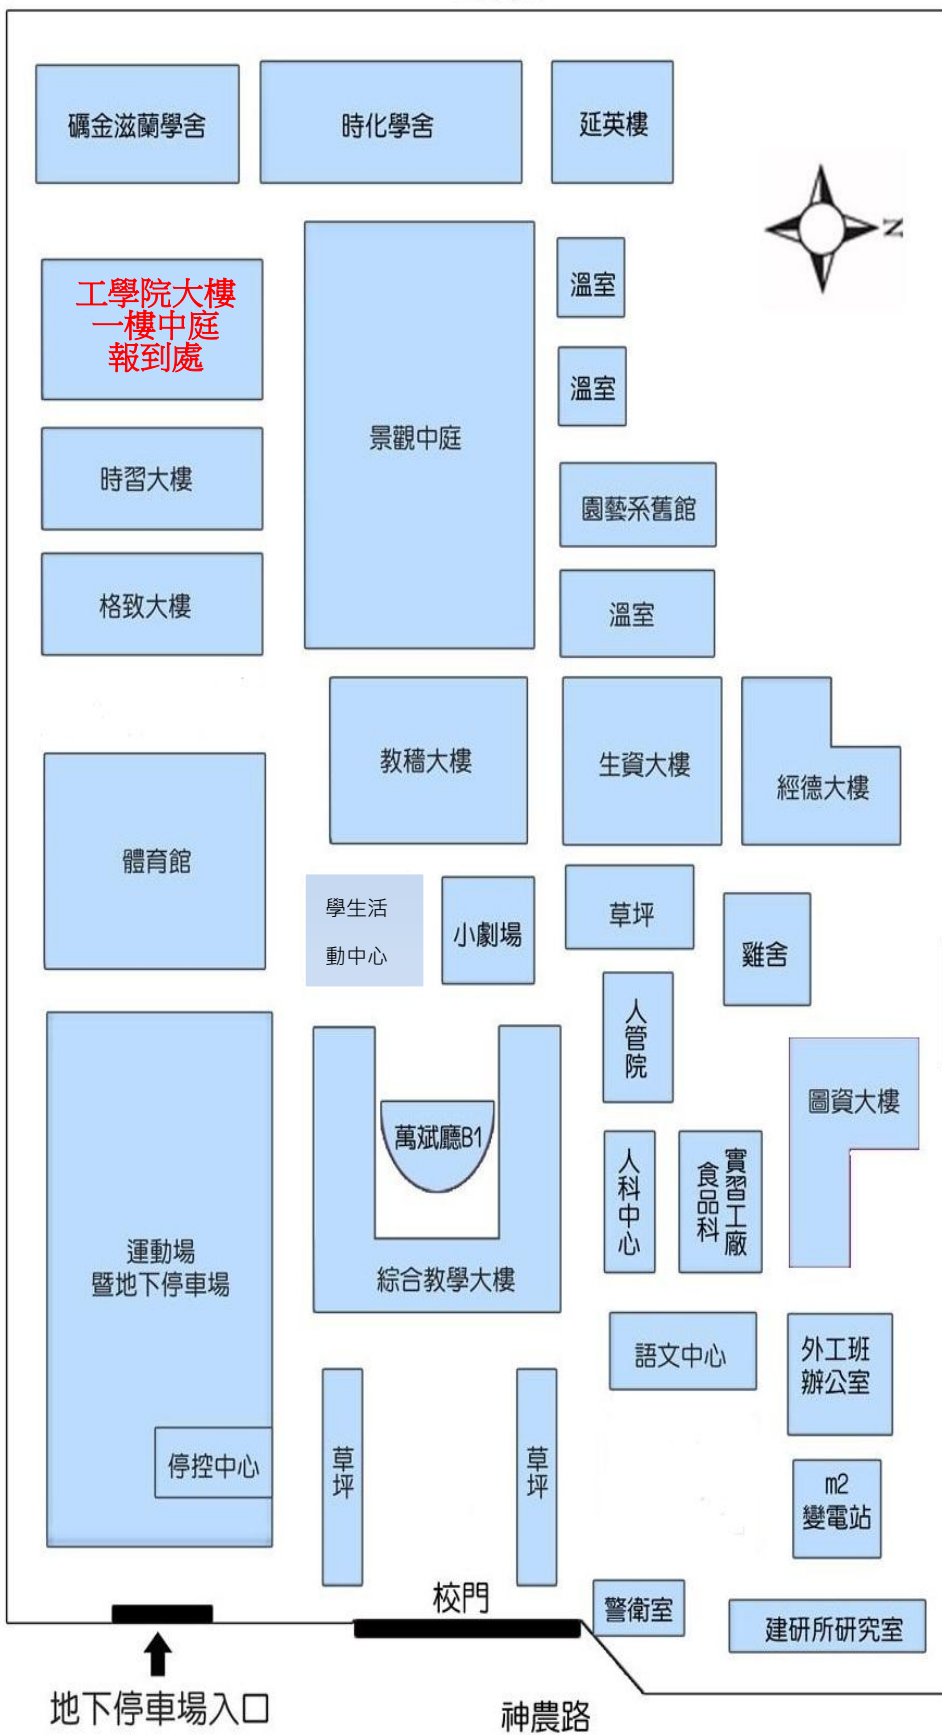 礪金滋蘭學舍
時化學舍
延英樓
N
工學院大樓
一樓中庭
報到處
溫室
溫室
景觀中庭
時習大樓
園藝系舊館
格致大樓
溫室
教穡大樓
生資大樓
經德大樓
體育館
學生活
動中心
小劇場
草坪
雞舍
人管院
圖資大樓
萬斌廳B1
人科中心
實習工廠
食品科
運動場
暨地下停車場
綜合教學大樓
語文中心
外工班
辦公室
停控中心
草坪
草坪
m2
變電站
校門
警衛室
建研所研究室
地下停車場入口
神農路